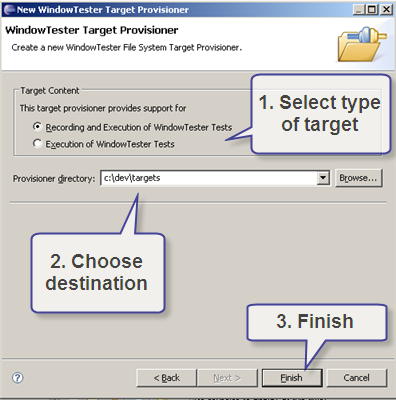 New WindowTester Target Provisioner
WindowTester Target Provisioner
Create a new WindowTester File System Target Provisioner.
Target Content
This target provisioner provides support for
Recording and Execution of WindowTester Tests
Execution of WindowTester Tests
1. Select type
of target
Provisioner directory: c:\dev\targets Browse...
2. Choose
destination
3. Finish
? < Back Next > Finish Cancel